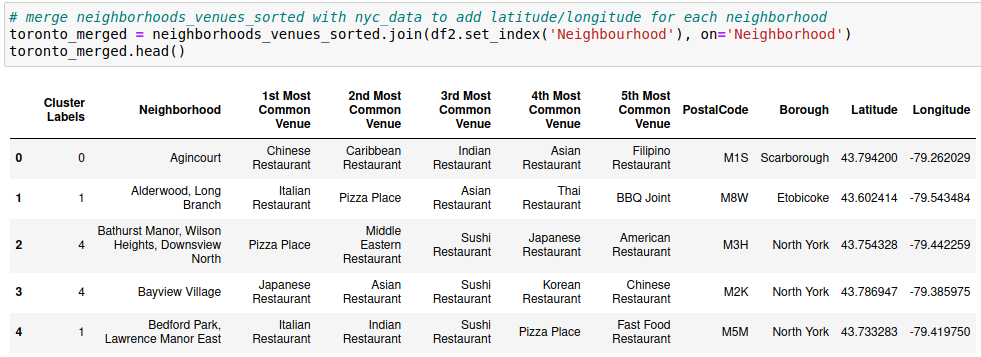 # merge neighborhoods_venues_sorted with nyc_data to add latitude/longitude for each neighborhood
toronto_merged = neighborhoods_venues_sorted.join(df2.set_index('Neighbourhood'), on='Neighborhood')
toronto_merged.head()
Cluster Labels Neighborhood 1st Most Common Venue 2nd Most Common Venue 3rd Most Common Venue 4th Most Common Venue 5th Most Common Venue PostalCode Borough Latitude Longitude
0 0 Agincourt Chinese Restaurant Caribbean Restaurant Indian Restaurant Asian Restaurant Filipino Restaurant M1S Scarborough 43.794200 -79.262029
1 1 Alderwood, Long Branch Italian Restaurant Pizza Place Asian Restaurant Thai Restaurant BBQ Joint M8W Etobicoke 43.602414 -79.543484
2 4 Bathurst Manor, Wilson Heights, Downsview North Pizza Place Middle Eastern Restaurant Sushi Restaurant Japanese Restaurant American Restaurant M3H North York 43.754328 -79.442259
3 4 Bayview Village Japanese Restaurant Asian Restaurant Sushi Restaurant Korean Restaurant Chinese Restaurant M2K North York 43.786947 -79.385975
4 1 Bedford Park, Lawrence Manor East Italian Restaurant Indian Restaurant Sushi Restaurant Pizza Place Fast Food Restaurant M5M North York 43.733283 -79.419750